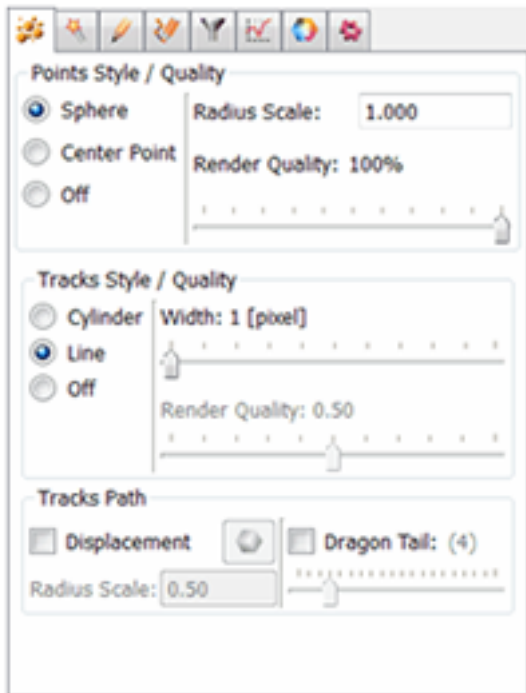 Points Style / Quality
Sphere
Radius Scale: 1.000
Center Point
Render Quality: 100%
Off
Tracks Style / Quality
Cylinder
Width: 1 [pixel]
Line
Off
Render Quality: 0.50
Tracks Path
Displacement
Dragon Tail: (4)
Radius Scale: 0.50